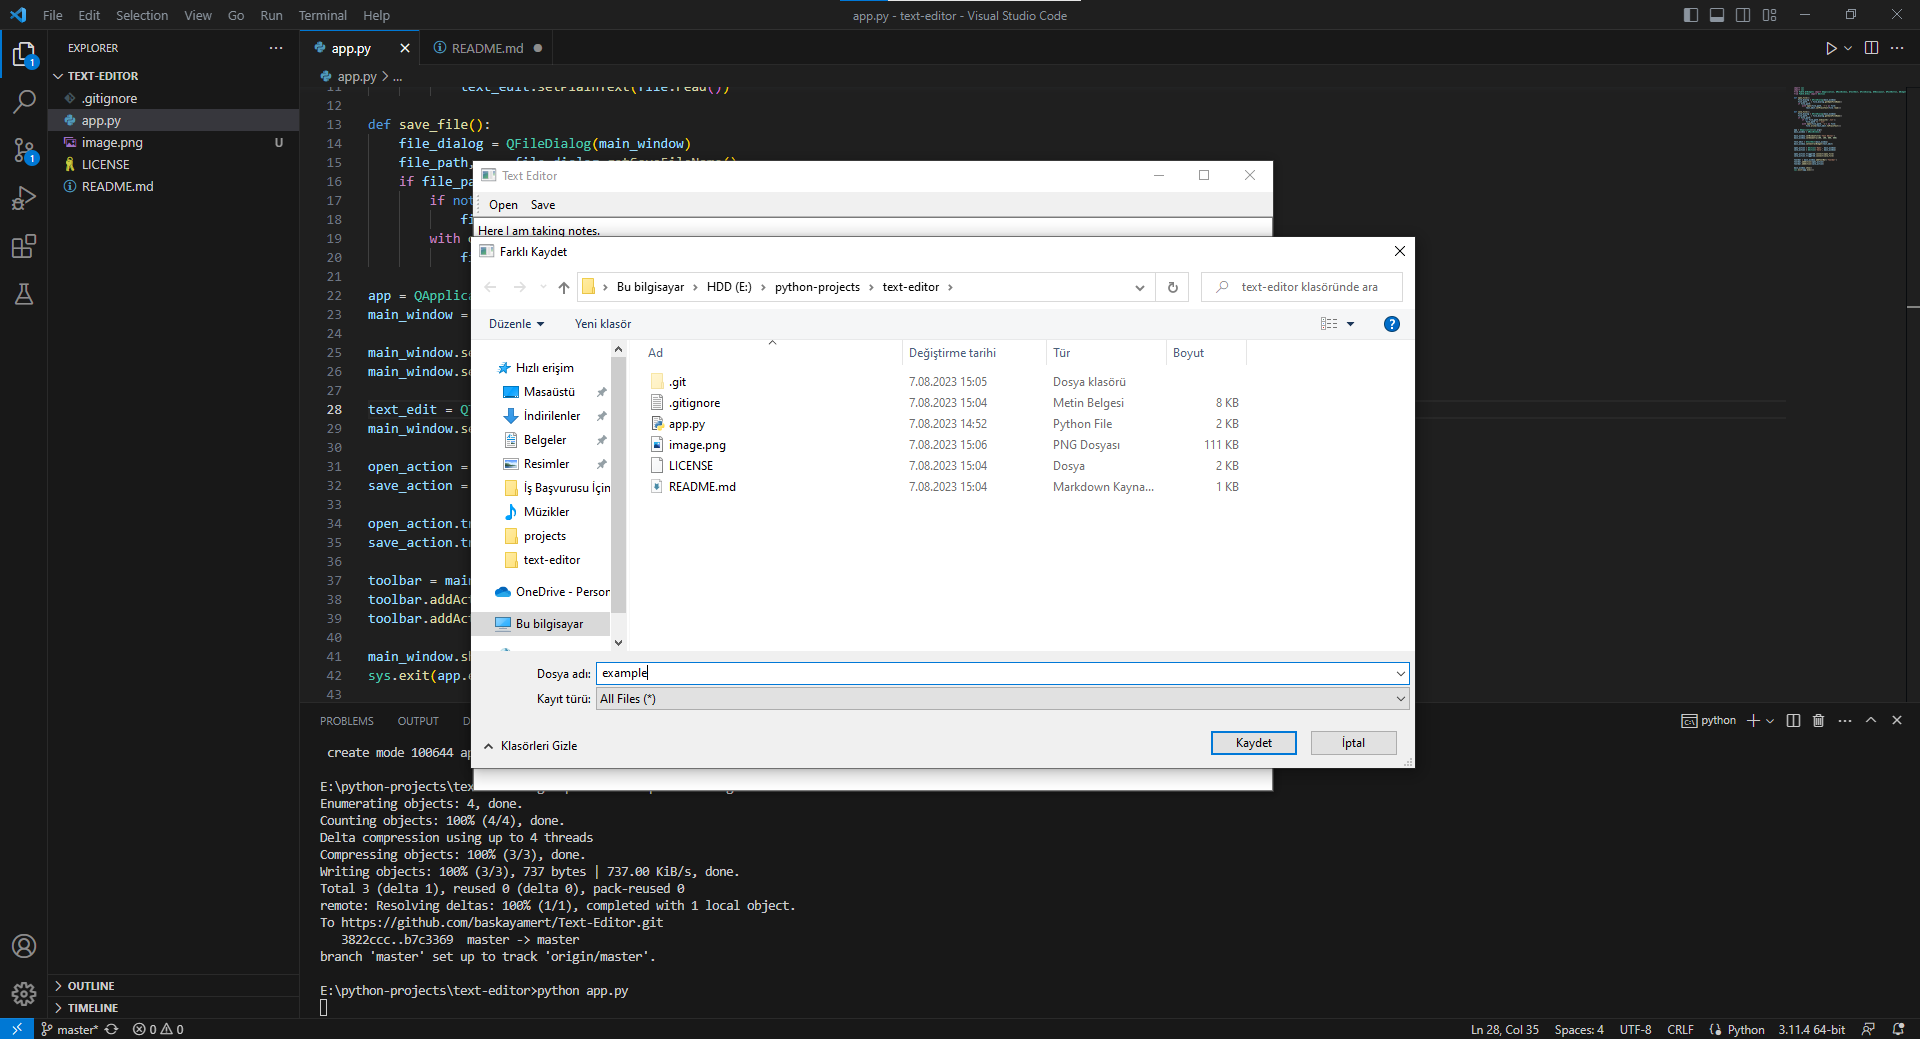 File Edit Selection View Go Run Terminal Help
app.py - text-editor - Visual Studio Code
EXPLORER
TEXT-EDITOR
.gitignore
app.py
image.png U
LICENSE
README.md
OUTLINE
TIMELINE
1
1
app.py
README.md
app.py > ...
12
13 def save_file():
14 file_dialog = QFileDialog(main_window)
15 file_path,
16 if file_pa
17 if not
18 fi
19 with
20 fi
21
22 app = QApplica
23 main_window =
24
25 main_window.se
26 main_window.se
27
28 text_edit = Q
29 main_window.se
30
31 open_action =
32 save_action =
33
34 open_action.t
35 save_action.t
36
37 toolbar = main
38 toolbar.addAc
39 toolbar.addAc
40
41 main_window.s
42 sys.exit(app.
43
Text Editor
Open Save
Here I am taking notes.
Farklı Kaydet
Bu bilgisayar > HDD (E:) > python-projects > text-editor >
text-editor klasöründe ara
Düzenle Yeni klasör
?
Hızlı erişim
Masaüstü
İndirilenler
Belgeler
Resimler
İş Başvurusu İçin
Müzikler
projects
text-editor
OneDrive - Person
Bu bilgisayar
Ad Değiştirme tarihi Tür Boyut
.git 7.08.2023 15:05 Dosya klasörü
.gitignore 7.08.2023 15:04 Metin Belgesi 8 KB
app.py 7.08.2023 14:52 Python File 2 KB
image.png 7.08.2023 15:06 PNG Dosyası 111 KB
LICENSE 7.08.2023 15:04 Dosya 2 KB
README.md 7.08.2023 15:04 Markdown Kayna... 1 KB
Dosya adı: example
Kayıt türü: All Files (*)
Klasörleri Gizle
Kaydet İptal
PROBLEMS OUTPUT D
python
create mode 100644 ap
E:\python-projects\tex
Enumerating objects: 4, done.
Counting objects: 100% (4/4), done.
Delta compression using up to 4 threads
Compressing objects: 100% (3/3), done.
Writing objects: 100% (3/3), 737 bytes | 737.00 KiB/s, done.
Total 3 (delta 1), reused 0 (delta 0), pack-reused 0
remote: Resolving deltas: 100% (1/1), completed with 1 local object.
To https://github.com/baskayamert/Text-Editor.git
3822ccc..b7c3369 master -> master
branch 'master' set up to track 'origin/master'.
E:\python-projects\text-editor>python app.py
master* 0 0
Ln 28, Col 35 Spaces: 4 UTF-8 CRLF Python 3.11.4 64-bit